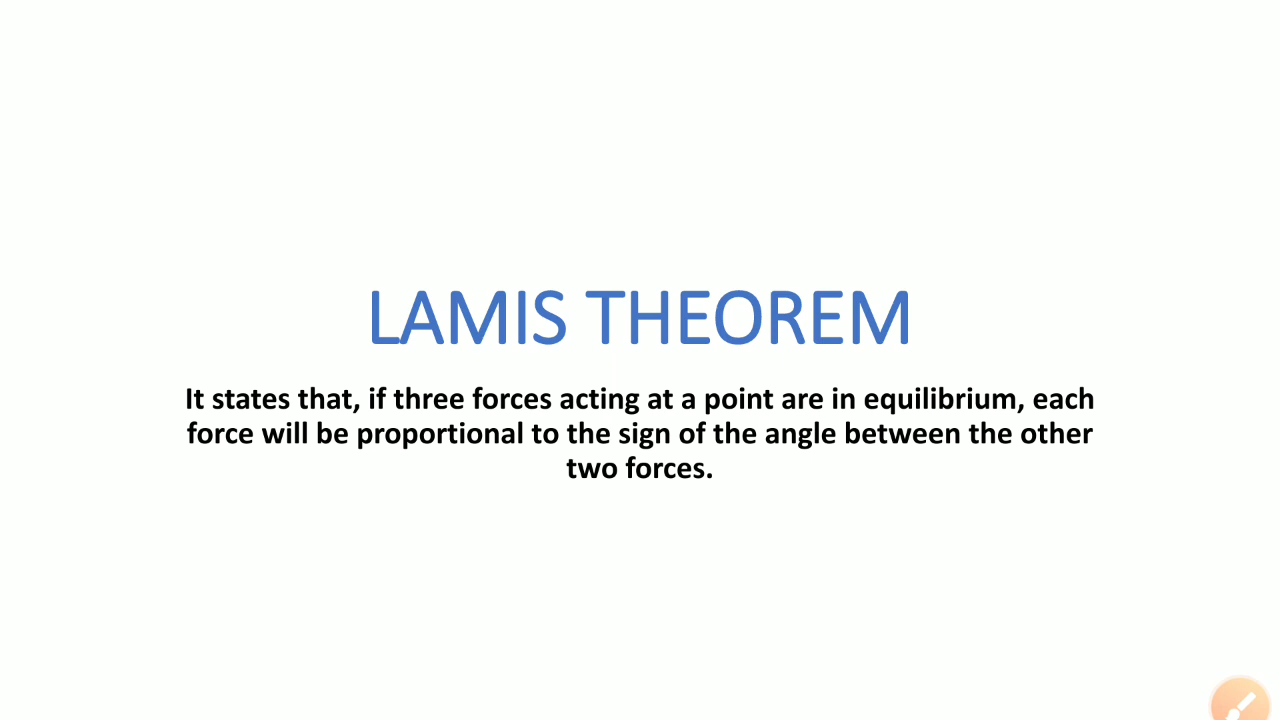 LAMIS THEOREM
It states that, if three forces acting at a point are in equilibrium, each
force will be proportional to the sign of the angle between the other
two forces.